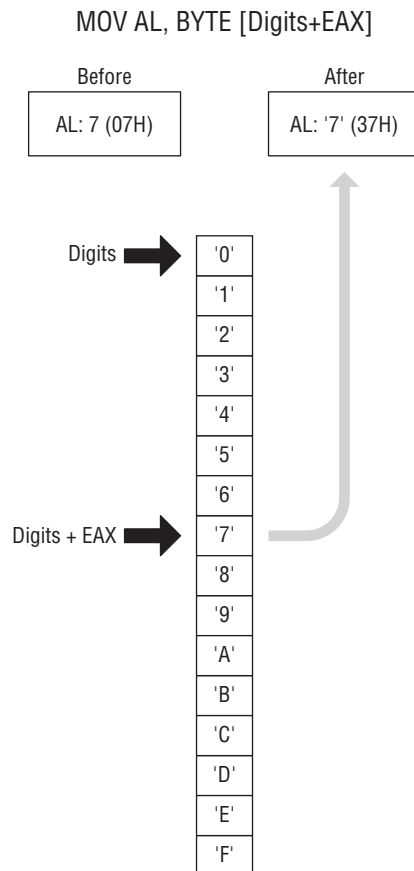 MOV AL, BYTE [Digits+EAX]
Before
After
AL: 7 (07H)
AL: '7' (37H)
Digits
'0'
'1'
'2'
'3'
'4'
'5'
'6'
Digits + EAX
'7'
'8'
'9'
'A'
'B'
'C'
'D'
'E'
'F'